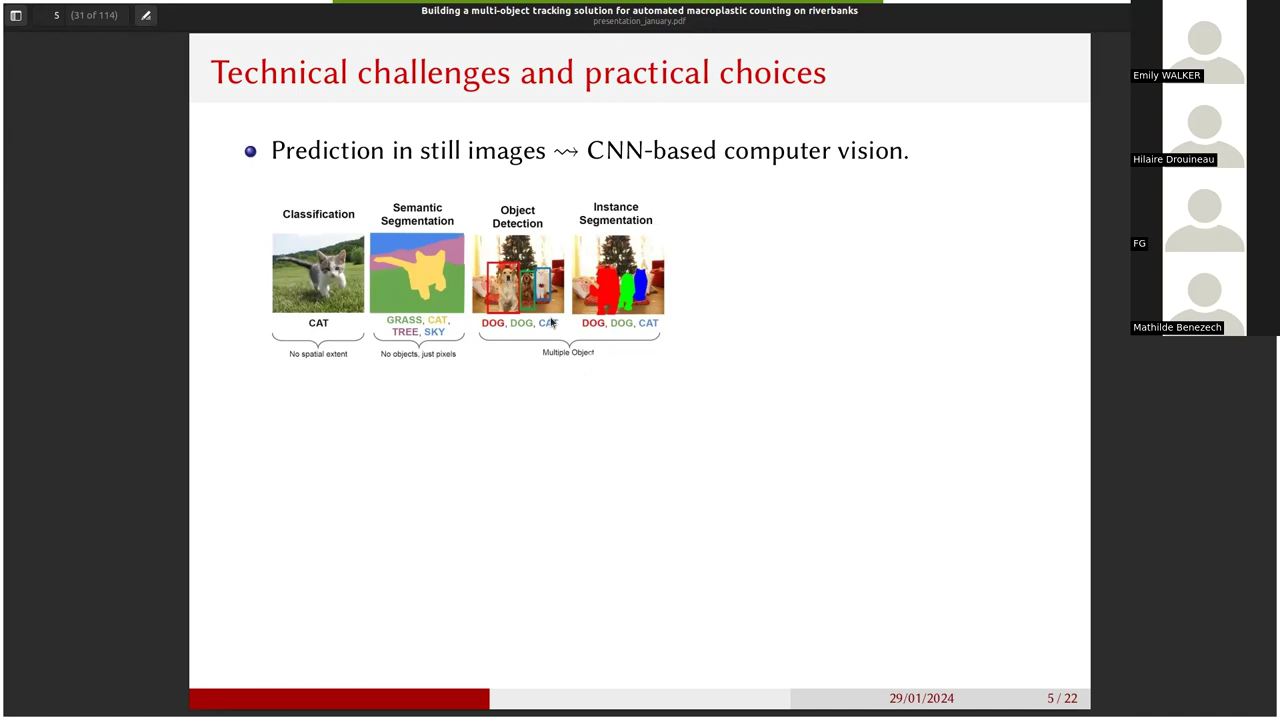 Building a multi-object tracking solution for automated macroplastic counting on riverbanks
presentation_january.pdf
5 (31 of 114)
Technical challenges and practical choices
Prediction in still images ⇝ CNN-based computer vision.
Classification
Semantic
Segmentation
Object
Detection
Instance
Segmentation
CAT
GRASS, CAT,
TREE, SKY
DOG, DOG, CAT
DOG, DOG, CAT
No spatial extent
No objects, just pixels
Multiple Object
29/01/2024
5 / 22
Emily WALKER
Hilaire Drouineau
FG
Mathilde Benezech